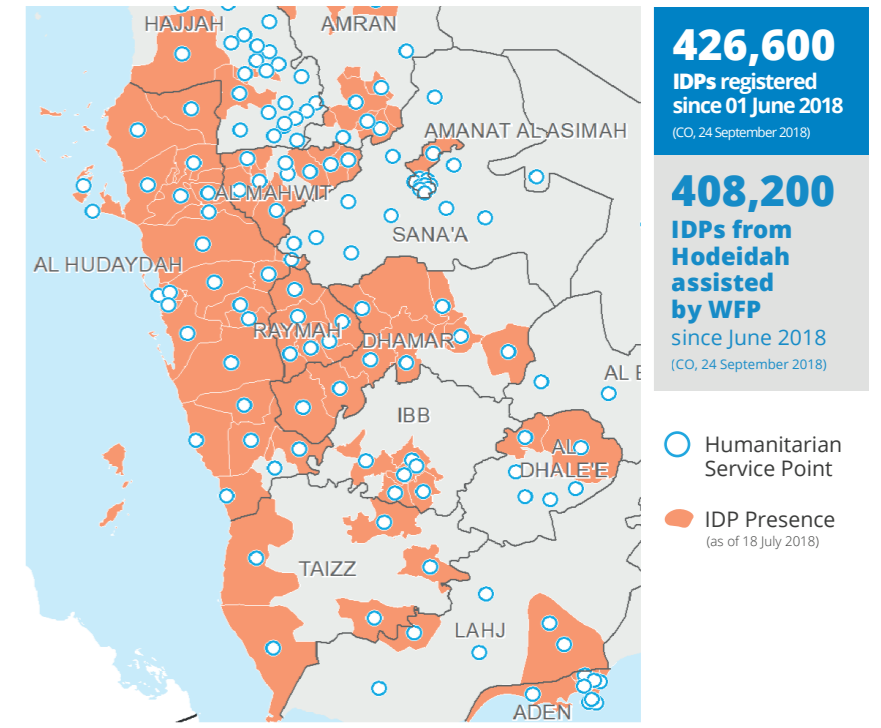 HAJJAH
AMRAN
AMANAT AL ASIMAH
AL MAHWIT
SANA'A
AL HUDAYDAH
RAYMAH
DHAMAR
AL
IBB
AL
DHALE'E
TAIZZ
LAHJ
ADEN
426,600
IDPs registered
since 01 June 2018
(CO, 24 September 2018)
408,200
IDPs from
Hodeidah
assisted
by WFP
since June 2018
(CO, 24 September 2018)
Humanitarian
Service Point
IDP Presence
(as of 18 July 2018)